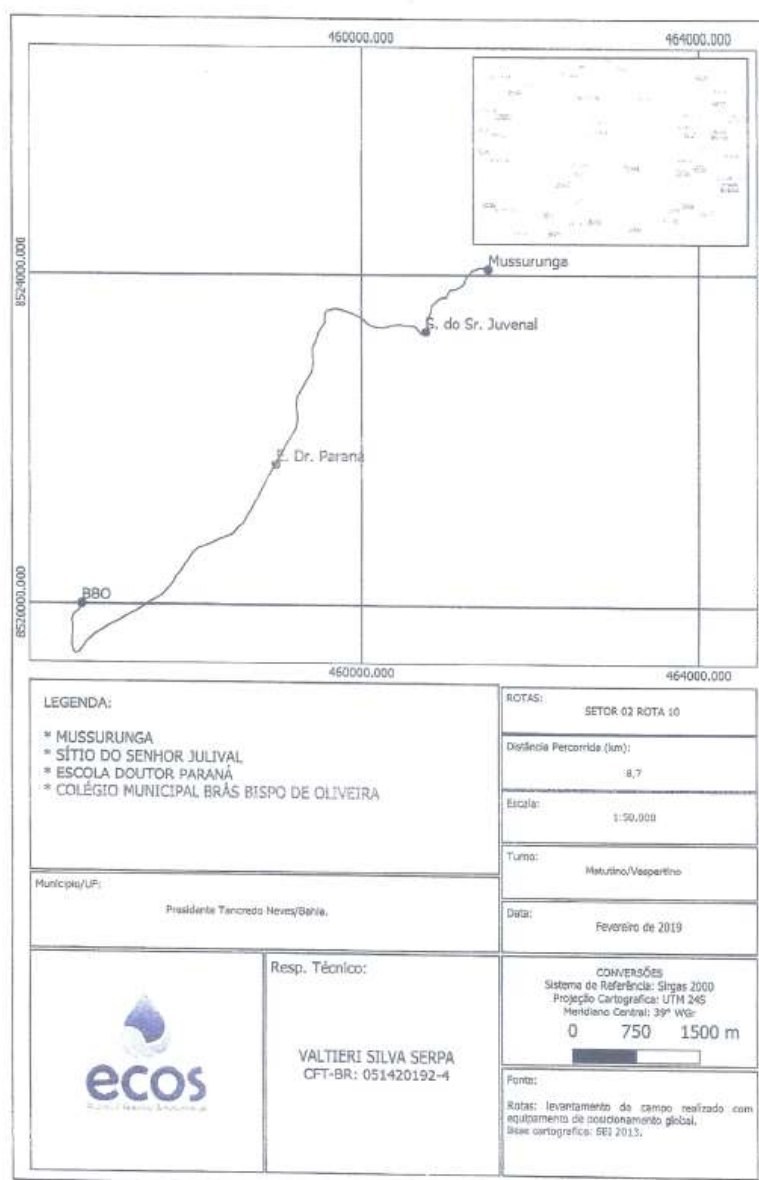 460000.000
464000.000
8524000.000
Mussurunga
S. do Sr. Juvenal
E. Dr. Paraná
BBO
8520000.000
460000.000
464000.000
LEGENDA:
* MUSSURUNGA
* SÍTIO DO SENHOR JULIVAL
* ESCOLA DOUTOR PARANÁ
* COLÉGIO MUNICIPAL BRÁS BISPO DE OLIVEIRA
ROTAS:
SETOR 02 ROTA 10
Distância Percorrida (km):
8,7
Escala:
1:50.000
Turno:
Matutino/Vespertino
Município/UF:
Presidente Tancredo Neves/Bahia.
Data:
Fevereiro de 2019
ecos
Resp. Técnico:
VALTIERI SILVA SERPA
CFT-BR: 051420192-4
CONVERSÕES
Sistema de Referência: Sirgas 2000
Projeção Cartografica: UTM 24S
Meridiano Central: 39° WGr
0 750 1500 m
Fonte:
Rotas: levantamento do campo realizado com
equipamento de posicionamento global.
Base cartografica: SEI 2013.